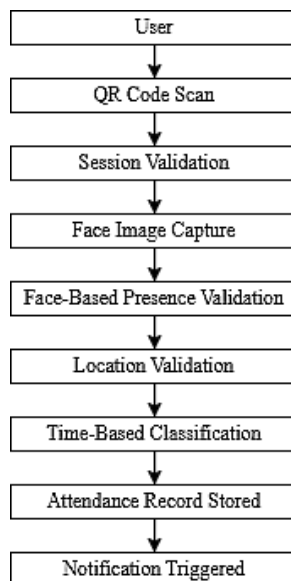 User
QR Code Scan
Session Validation
Face Image Capture
Face-Based Presence Validation
Location Validation
Time-Based Classification
Attendance Record Stored
Notification Triggered